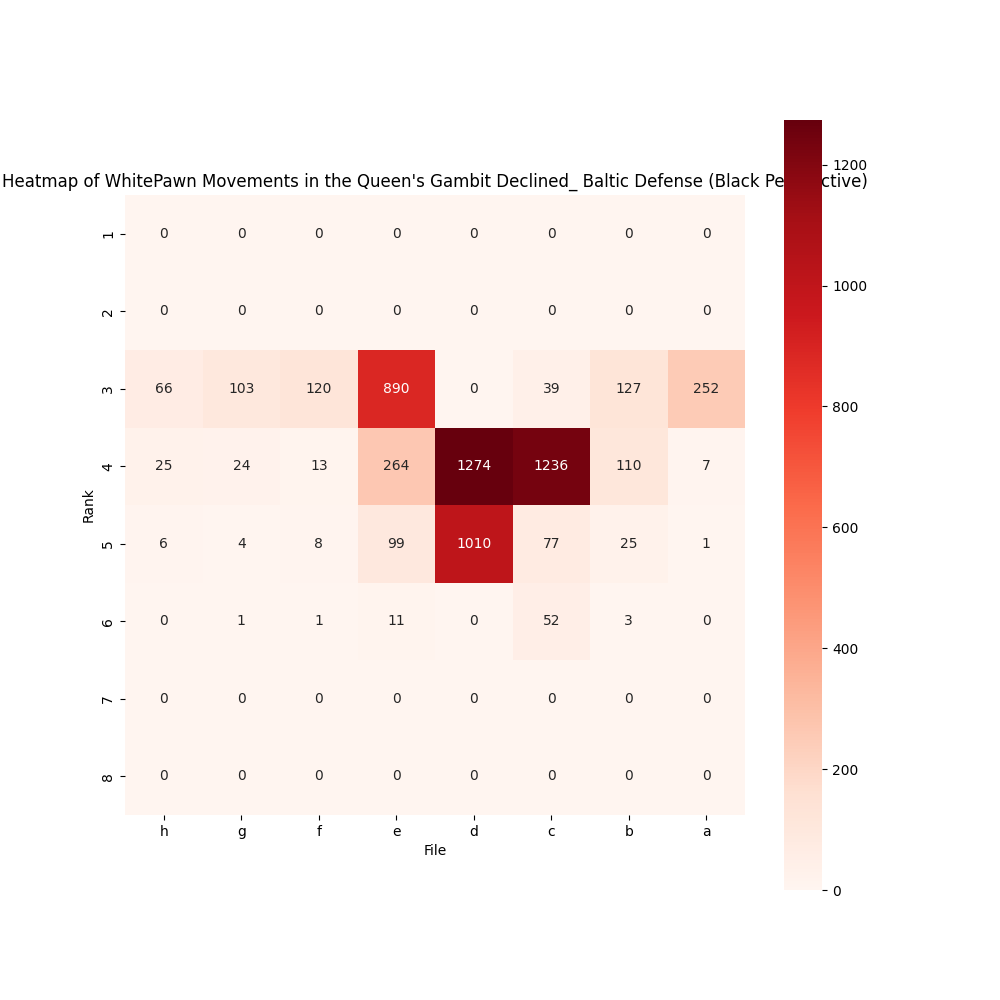 Heatmap of WhitePawn Movements in the Queen's Gambit Declined_ Baltic Defense (Black Pe ctive)
1 0 0 0 0 0 0 0 0
2 0 0 0 0 0 0 0 0
3 66 103 120 890 0 39 127 252
4 25 24 13 264 1274 1236 110 7
5 6 4 8 99 1010 77 25 1
6 0 1 1 11 0 52 3 0
7 0 0 0 0 0 0 0 0
8 0 0 0 0 0 0 0 0
Rank
h g f e d c b a
File
1200
1000
800
600
400
200
0